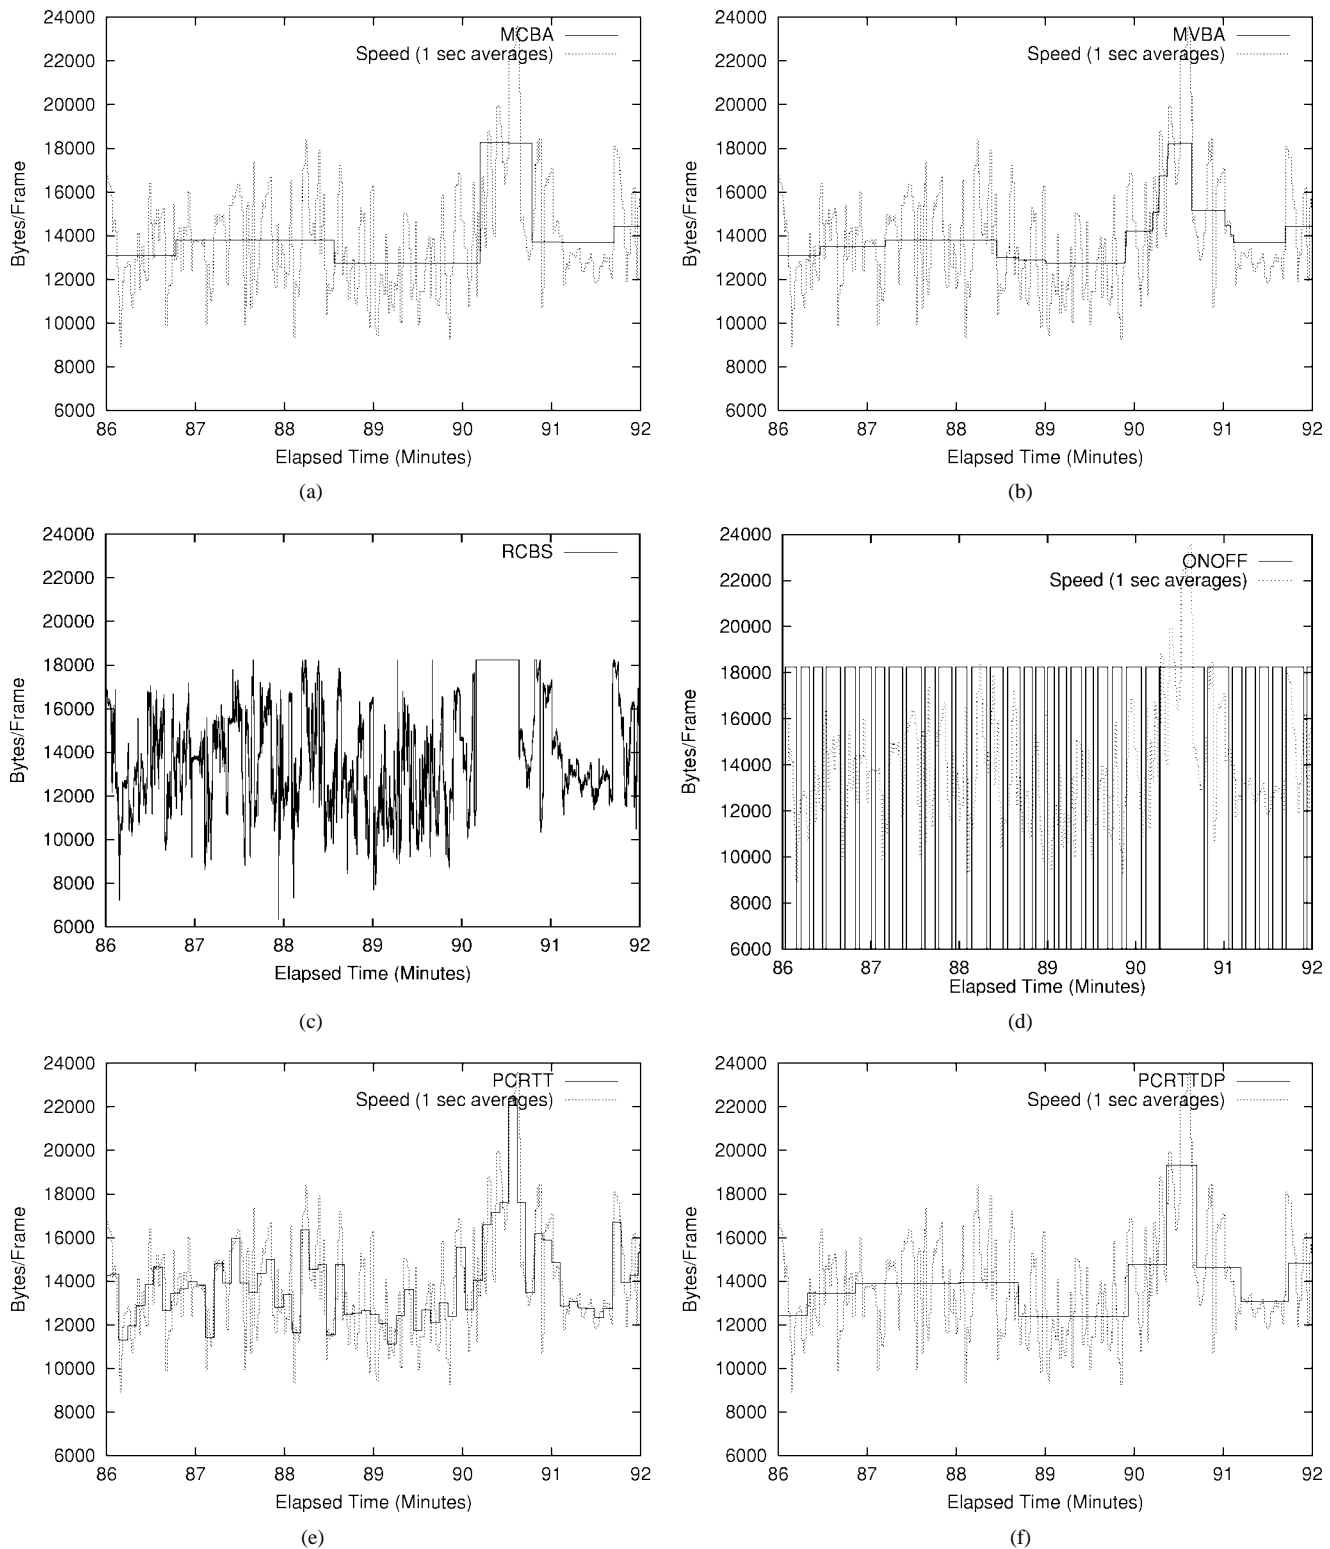 24000
22000
20000
18000
16000
14000
12000
10000
8000
6000
Bytes/Frame
MCBA
Speed (1 sec averages)
86 87 88 89 90 91 92
Elapsed Time (Minutes)
(a)
24000
22000
20000
18000
16000
14000
12000
10000
8000
6000
Bytes/Frame
MVBA
Speed (1 sec averages)
86 87 88 89 90 91 92
Elapsed Time (Minutes)
(b)
24000
22000
20000
18000
16000
14000
12000
10000
8000
6000
Bytes/Frame
RCBS
86 87 88 89 90 91 92
Elapsed Time (Minutes)
(c)
24000
22000
20000
18000
16000
14000
12000
10000
8000
6000
Bytes/Frame
ONOFF
Speed (1 sec averages)
86 87 88 89 90 91 92
Elapsed Time (Minutes)
(d)
24000
22000
20000
18000
16000
14000
12000
10000
8000
6000
Bytes/Frame
PCRTT
Speed (1 sec averages)
86 87 88 89 90 91 92
Elapsed Time (Minutes)
(e)
24000
22000
20000
18000
16000
14000
12000
10000
8000
6000
Bytes/Frame
PCRTTDP
Speed (1 sec averages)
86 87 88 89 90 91 92
Elapsed Time (Minutes)
(f)